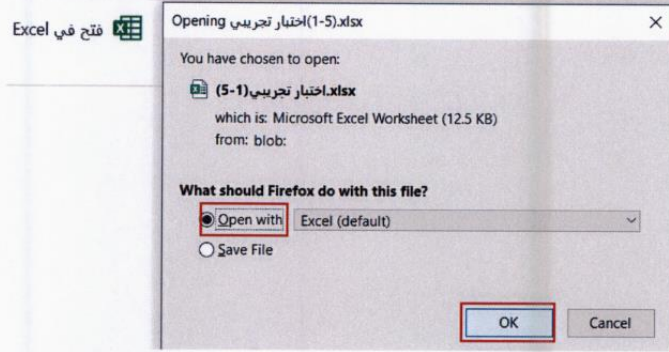 فتح في Excel
Opening اختبار تجريبي(1-5).xlsx
You have chosen to open:
اختبار تجريبي(1-5).xlsx
which is: Microsoft Excel Worksheet (12.5 KB)
from: blob:
What should Firefox do with this file?
Open with Excel (default)
Save File
OK Cancel